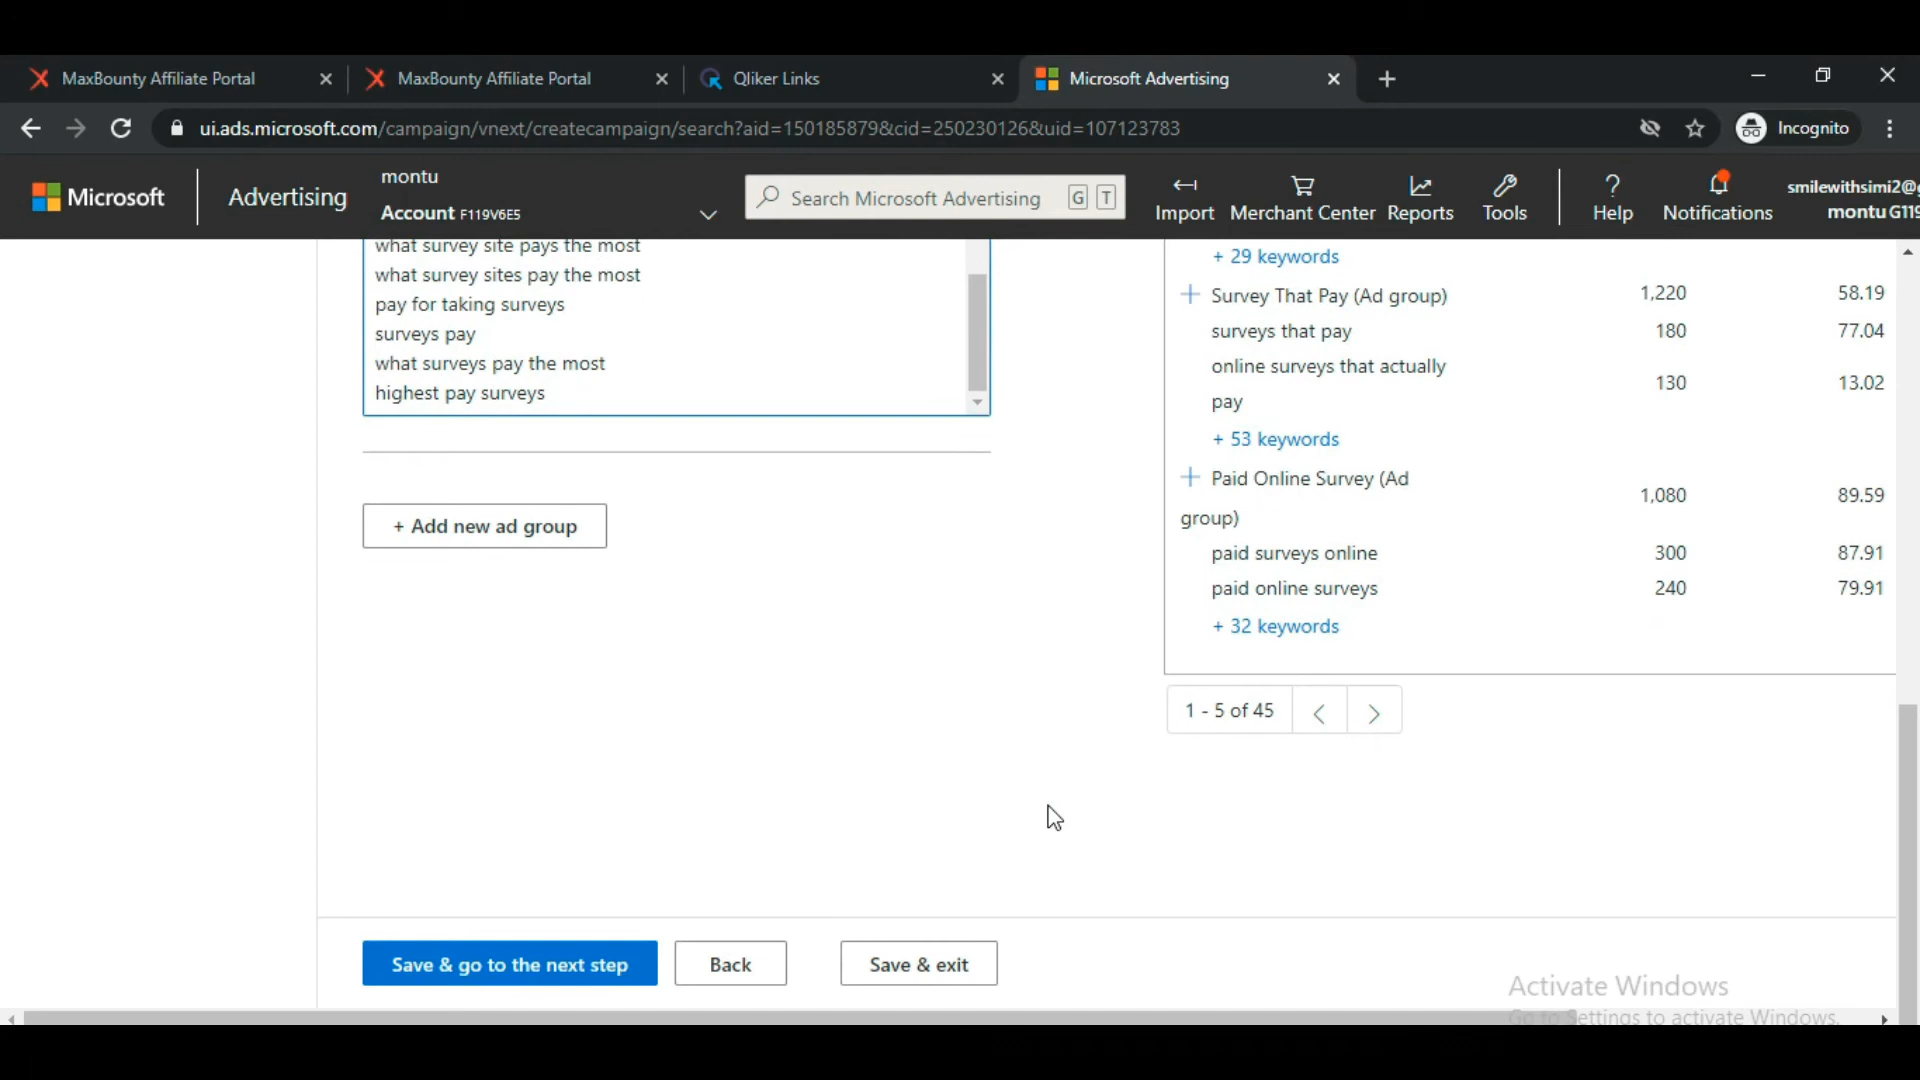 MaxBounty Affiliate Portal
MaxBounty Affiliate Portal
Qliker Links
Microsoft Advertising
ui.ads.microsoft.com/campaign/vnext/createcampaign/search?aid=150185879&cid=250230126&uid=107123783
Incognito
Microsoft
Advertising
montu
Account F119V6E5
Search Microsoft Advertising
G T
Import
Merchant Center
Reports
Tools
Help
Notifications
smilewithsimi2@
montu G119
what survey site pays the most
what survey sites pay the most
pay for taking surveys
surveys pay
what surveys pay the most
highest pay surveys
+ Add new ad group
+ 29 keywords
Survey That Pay (Ad group) 1,220 58.19
surveys that pay 180 77.04
online surveys that actually
pay 130 13.02
+ 53 keywords
Paid Online Survey (Ad
group) 1,080 89.59
paid surveys online 300 87.91
paid online surveys 240 79.91
+ 32 keywords
1 - 5 of 45
Save & go to the next step
Back
Save & exit
Activate Windows
Go to Settings to activate Windows.